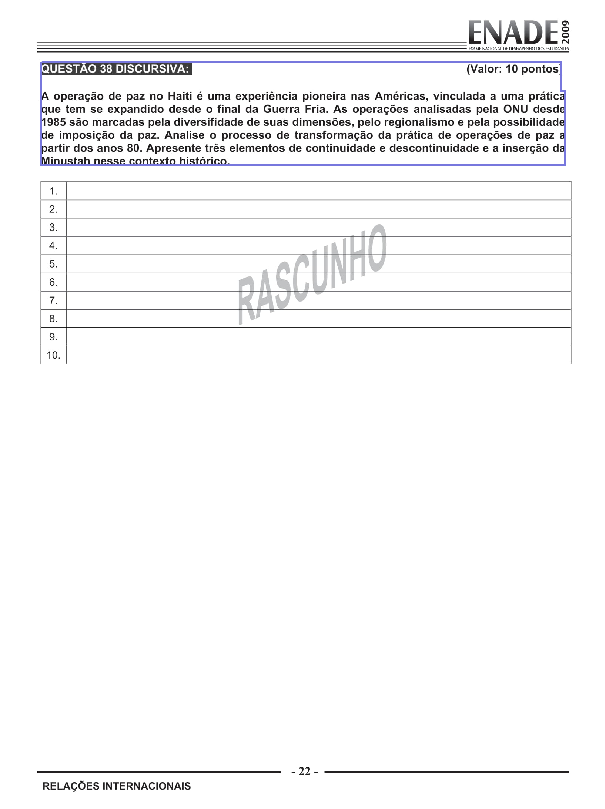 ENADE 2009
EXAME NACIONAL DE DESEMPENHO DOS ESTUDANTES
QUESTÃO 38 DISCURSIVA: (Valor: 10 pontos
A operação de paz no Haiti é uma experiência pioneira nas Américas, vinculada a uma prática
que tem se expandido desde o final da Guerra Fria. As operações analisadas pela ONU desde
1985 são marcadas pela diversifidade de suas dimensões, pelo regionalismo e pela possibilidade
de imposição da paz. Analise o processo de transformação da prática de operações de paz a
partir dos anos 80. Apresente três elementos de continuidade e descontinuidade e a inserção da
Minustah nesse contexto histórico.
1.
2.
3.
4.
5.
6.
7.
8.
9.
10.
RASCUNHO
- 22 -
RELAÇÕES INTERNACIONAIS